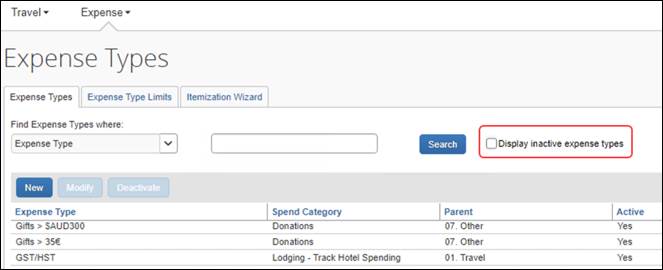 Travel Expense
Expense Types
Expense Types Expense Type Limits Itemization Wizard
Find Expense Types where:
Expense Type Search Display inactive expense types
New Modify Deactivate
Expense Type Spend Category Parent Active
Gifts > $AUD300 Donations 07. Other Yes
Gifts > 35€ Donations 07. Other Yes
GST/HST Lodging - Track Hotel Spending 01. Travel Yes